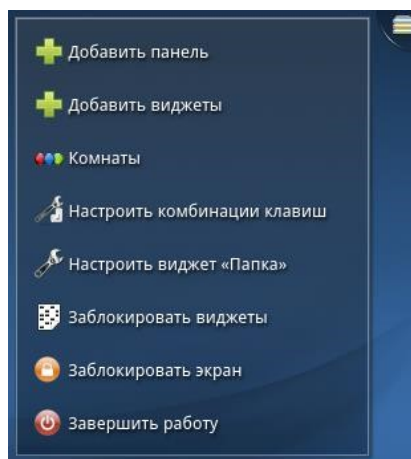 Добавить панель
Добавить виджеты
Комнаты
Настроить комбинации клавиш
Настроить виджет «Папка»
Заблокировать виджеты
Заблокировать экран
Завершить работу